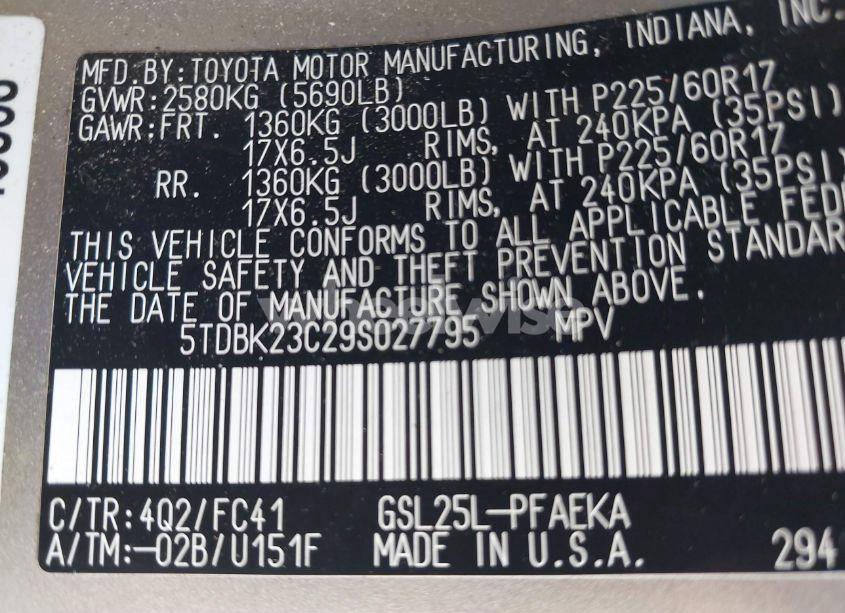 MFD.BY:TOYOTA MOTOR MANUFACTURING, INDIANA, INC.
GVWR:2580KG (5690LB)
GAWR:FRT. 1360KG (3000LB) WITH P225/60R17
17X6.5J RIMS, AT 240KPA (35PSI)
RR. 1360KG (3000LB) WITH P225/60R17
17X6.5J RIMS, AT 240KPA (35PSI)
THIS VEHICLE CONFORMS TO ALL APPLICABLE FEDE
VEHICLE SAFETY AND THEFT PREVENTION STANDAR
THE DATE OF MANUFACTURE SHOWN ABOVE.
5TDBK23C29S027795 MPV
C/TR:4Q2/FC41 GSL25L-PFAEKA
A/TM:-02B/U151F MADE IN U.S.A. 294